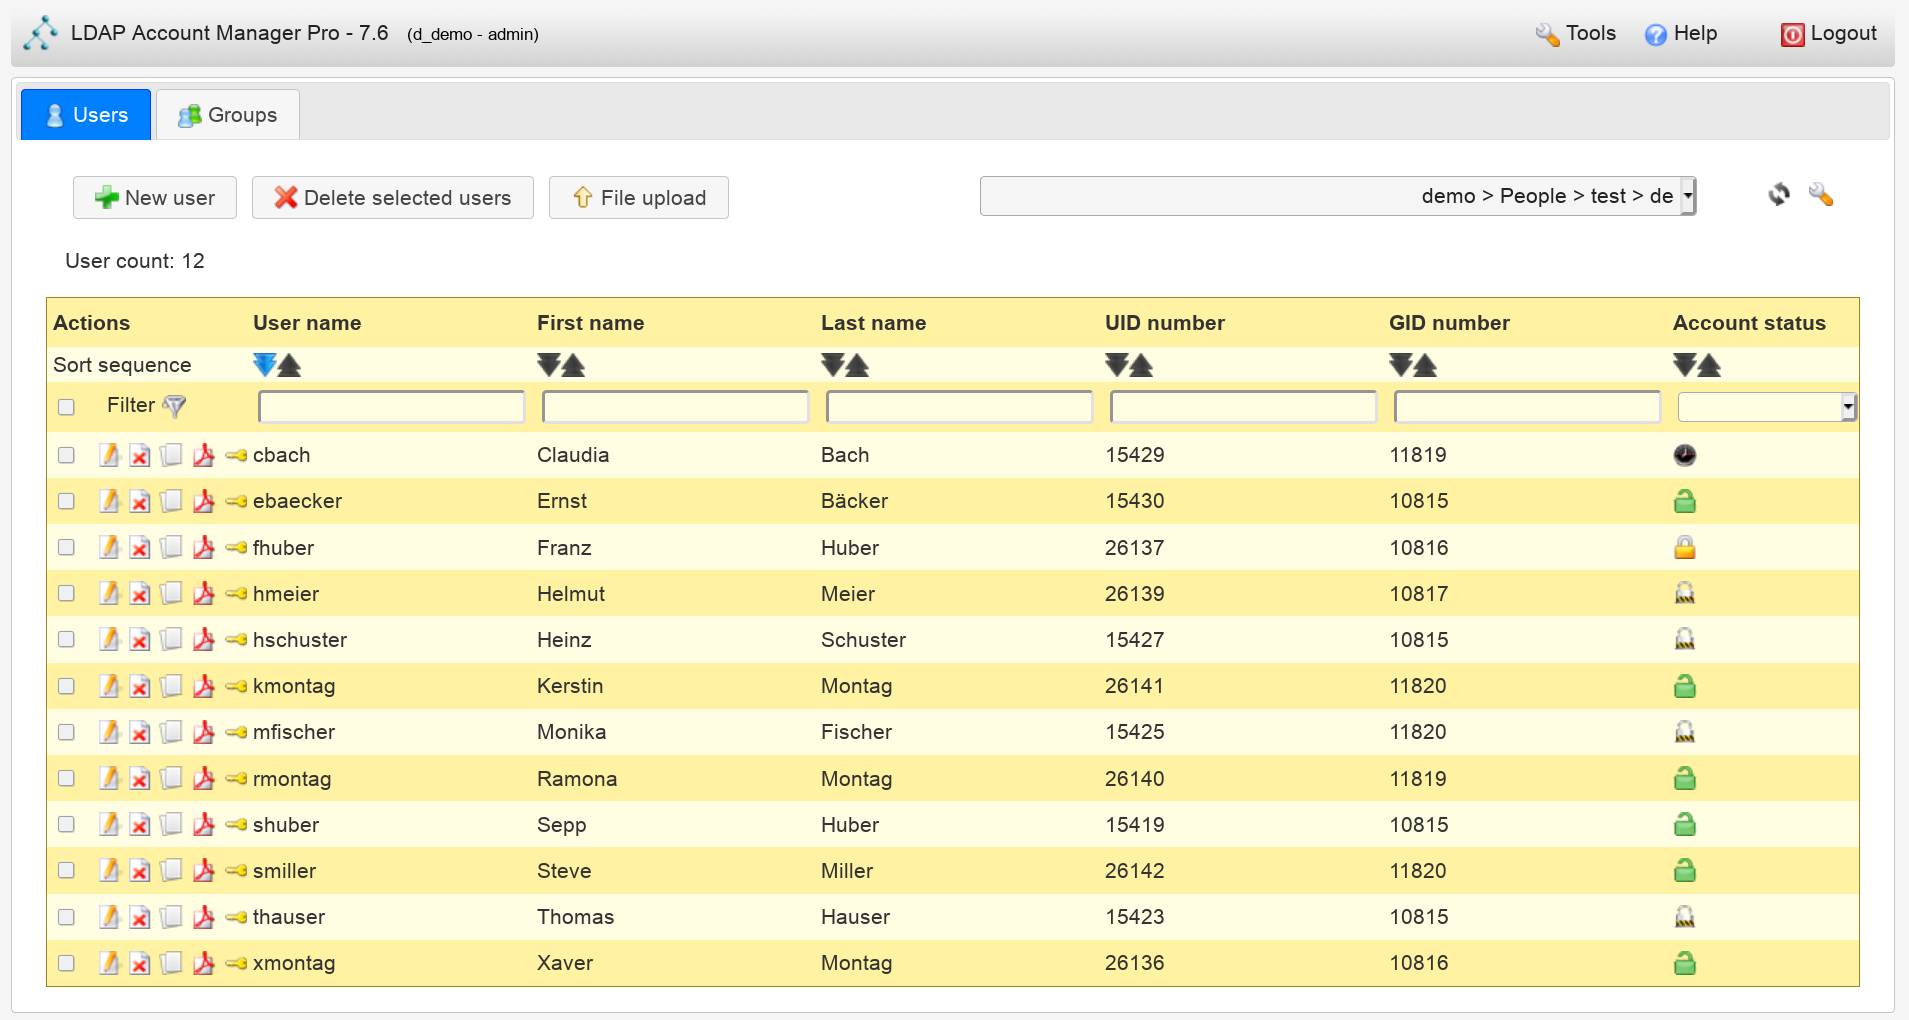 LDAP Account Manager Pro - 7.6 (d_demo - admin) Tools Help Logout
Users Groups
New user Delete selected users File upload demo > People > test > de
User count: 12
Actions User name First name Last name UID number GID number Account status
Sort sequence
Filter
cbach Claudia Bach 15429 11819
ebaecker Ernst Bäcker 15430 10815
fhuber Franz Huber 26137 10816
hmeier Helmut Meier 26139 10817
hschuster Heinz Schuster 15427 10815
kmontag Kerstin Montag 26141 11820
mfischer Monika Fischer 15425 11820
rmontag Ramona Montag 26140 11819
shuber Sepp Huber 15419 10815
smiller Steve Miller 26142 11820
thauser Thomas Hauser 15423 10815
xmontag Xaver Montag 26136 10816